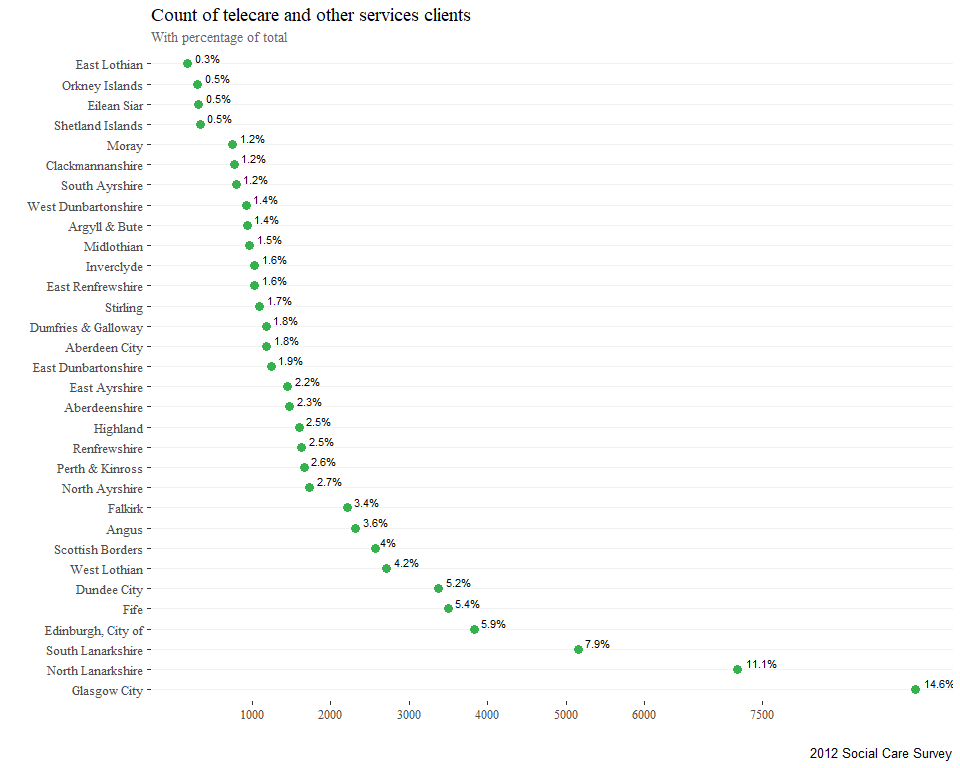 Count of telecare and other services clients
With percentage of total
East Lothian 0.3%
Orkney Islands 0.5%
Eilean Siar 0.5%
Shetland Islands 0.5%
Moray 1.2%
Clackmannanshire 1.2%
South Ayrshire 1.2%
West Dunbartonshire 1.4%
Argyll & Bute 1.4%
Midlothian 1.5%
Inverclyde 1.6%
East Renfrewshire 1.6%
Stirling 1.7%
Dumfries & Galloway 1.8%
Aberdeen City 1.8%
East Dunbartonshire 1.9%
East Ayrshire 2.2%
Aberdeenshire 2.3%
Highland 2.5%
Renfrewshire 2.5%
Perth & Kinross 2.6%
North Ayrshire 2.7%
Falkirk 3.4%
Angus 3.6%
Scottish Borders 4%
West Lothian 4.2%
Dundee City 5.2%
Fife 5.4%
Edinburgh, City of 5.9%
South Lanarkshire 7.9%
North Lanarkshire 11.1%
Glasgow City 14.6%
1000 2000 3000 4000 5000 6000 7500
2012 Social Care Survey